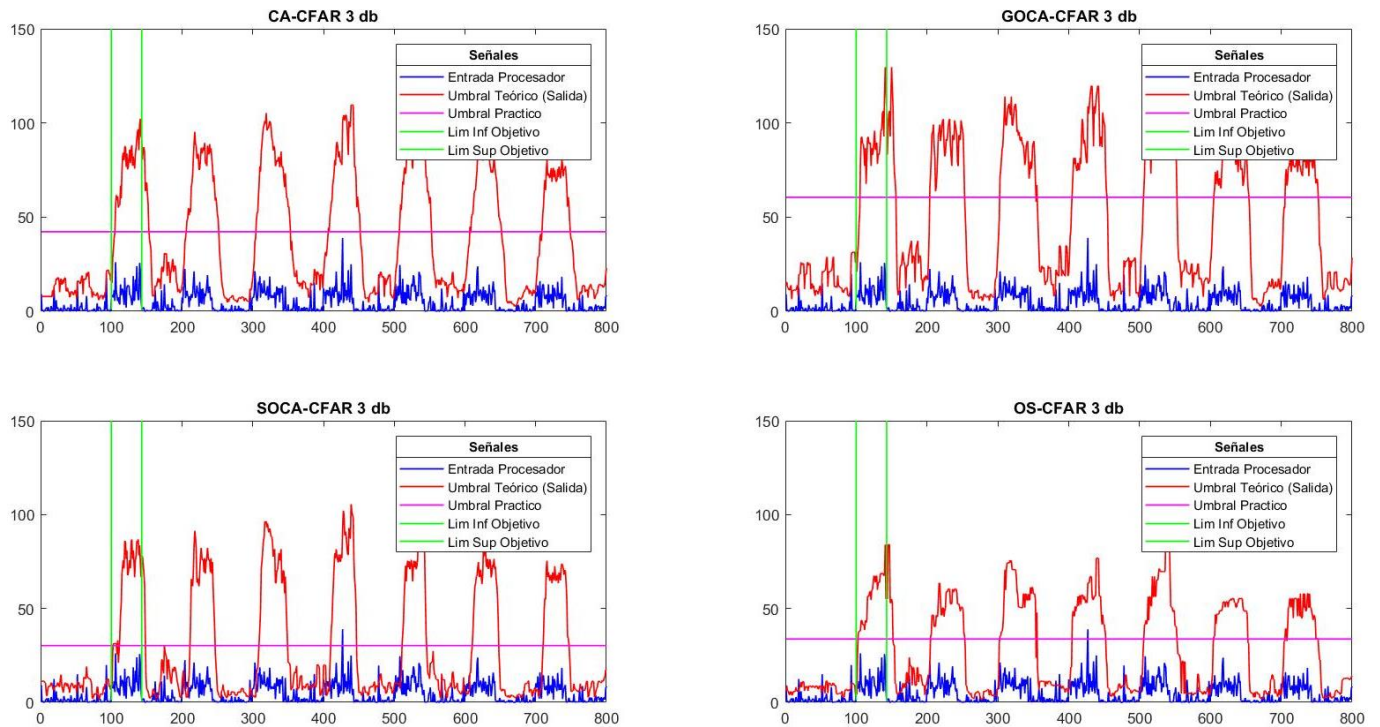 CA-CFAR 3 db
150
100
50
0
Señales
Entrada Procesador
Umbral Teórico (Salida)
Umbral Practico
Lim Inf Objetivo
Lim Sup Objetivo
0 100 200 300 400 500 600 700 800
GOCA-CFAR 3 db
150
100
50
0
Señales
Entrada Procesador
Umbral Teórico (Salida)
Umbral Practico
Lim Inf Objetivo
Lim Sup Objetivo
0 100 200 300 400 500 600 700 800
SOCA-CFAR 3 db
150
100
50
0
Señales
Entrada Procesador
Umbral Teórico (Salida)
Umbral Practico
Lim Inf Objetivo
Lim Sup Objetivo
0 100 200 300 400 500 600 700 800
OS-CFAR 3 db
150
100
50
0
Señales
Entrada Procesador
Umbral Teórico (Salida)
Umbral Practico
Lim Inf Objetivo
Lim Sup Objetivo
0 100 200 300 400 500 600 700 800